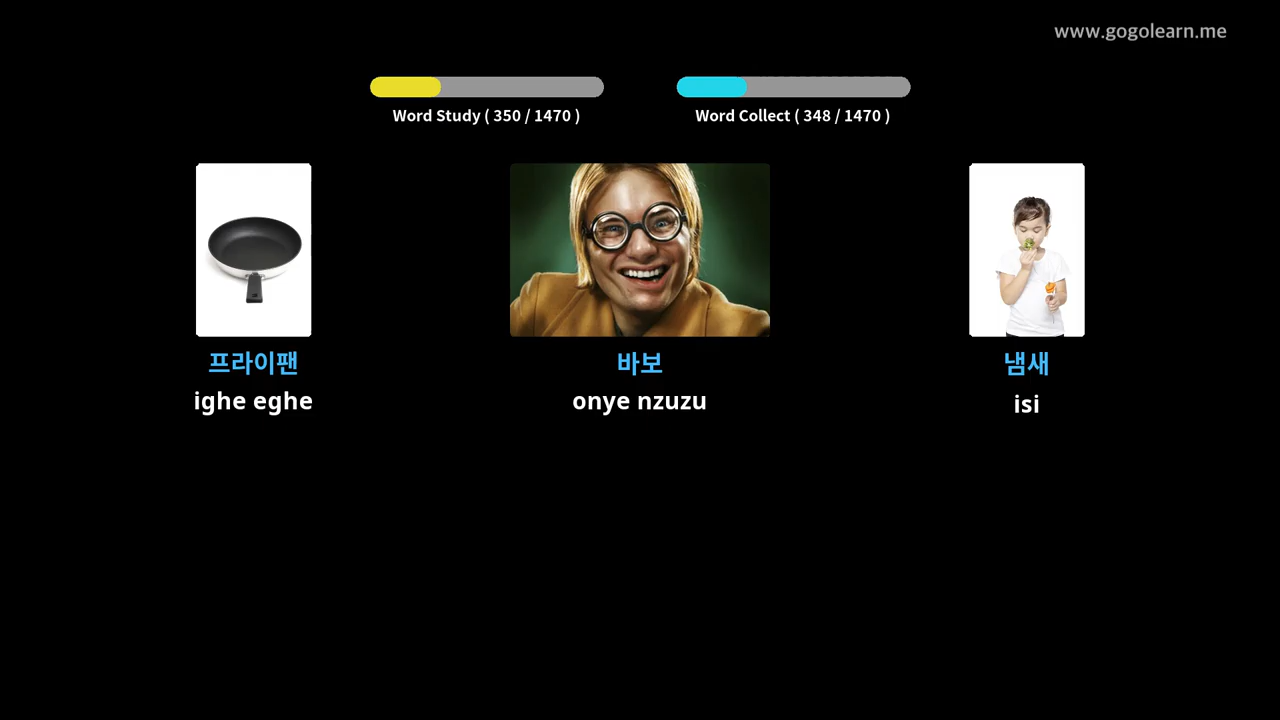 www.gogolearn.me
Word Study ( 350 / 1470 )
Word Collect ( 348 / 1470 )
프라이팬
ighe eghe
바보
onye nzuzu
냄새
isi